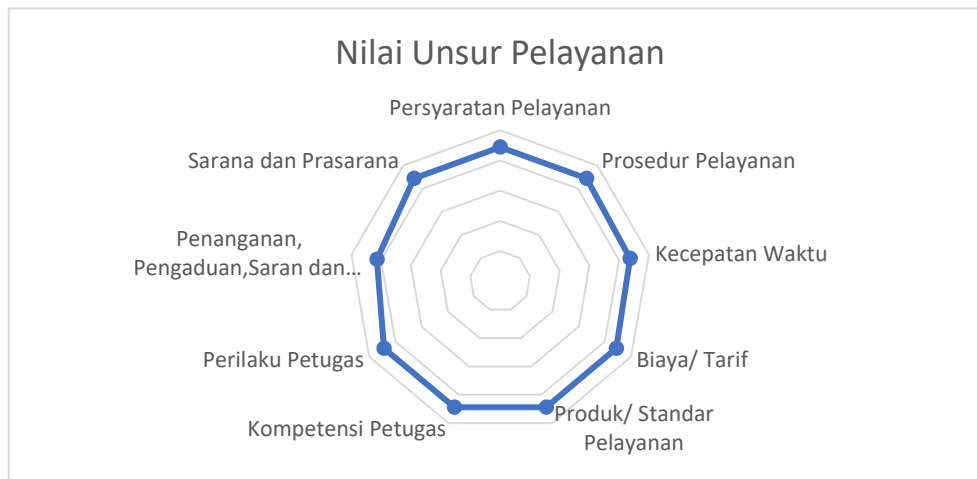 Nilai Unsur Pelayanan
Persyaratan Pelayanan
Prosedur Pelayanan
Kecepatan Waktu
Biaya/ Tarif
Produk/ Standar
Pelayanan
Kompetensi Petugas
Perilaku Petugas
Penanganan,
Pengaduan,Saran dan…
Sarana dan Prasarana